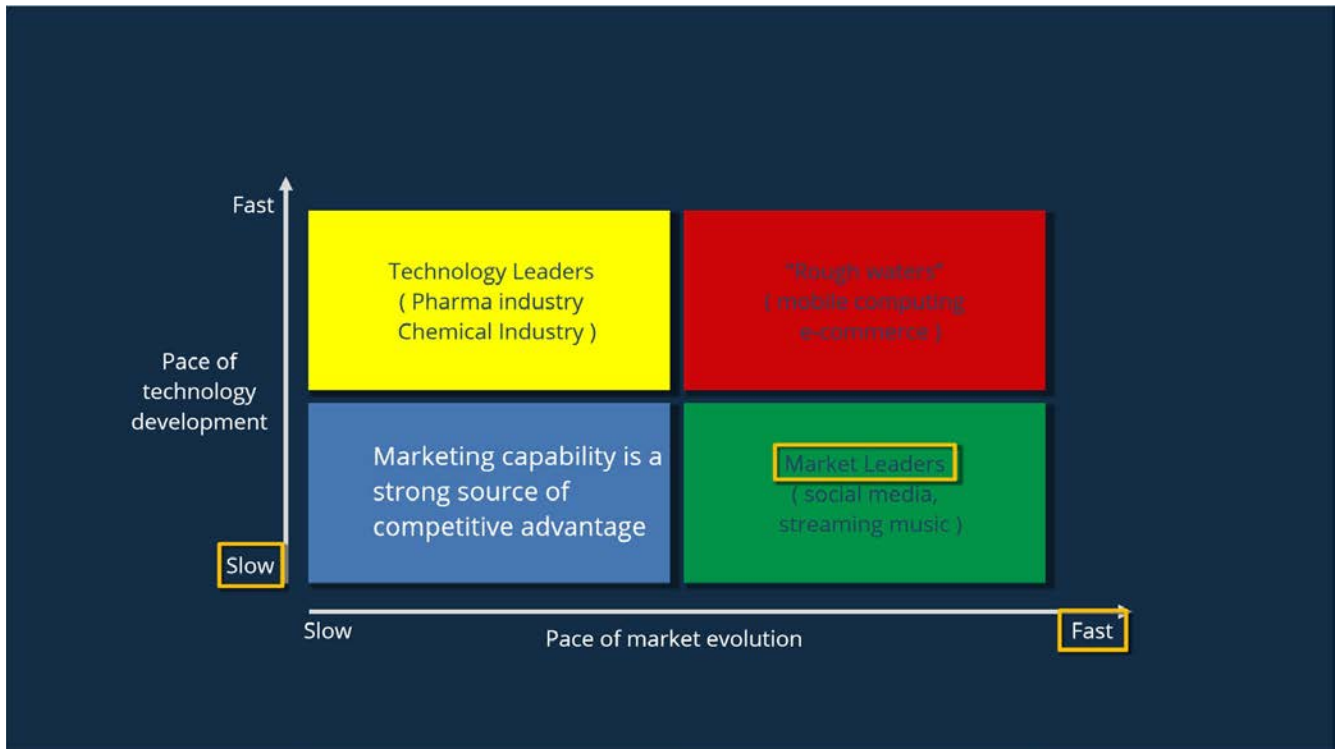 Fast
Technology Leaders
( Pharma industry
Chemical Industry )
"Rough waters"
( mobile computing
e-commerce )
Pace of
technology
development
Marketing capability is a
strong source of
competitive advantage
Market Leaders
( social media,
streaming music )
Slow
Slow
Pace of market evolution
Fast